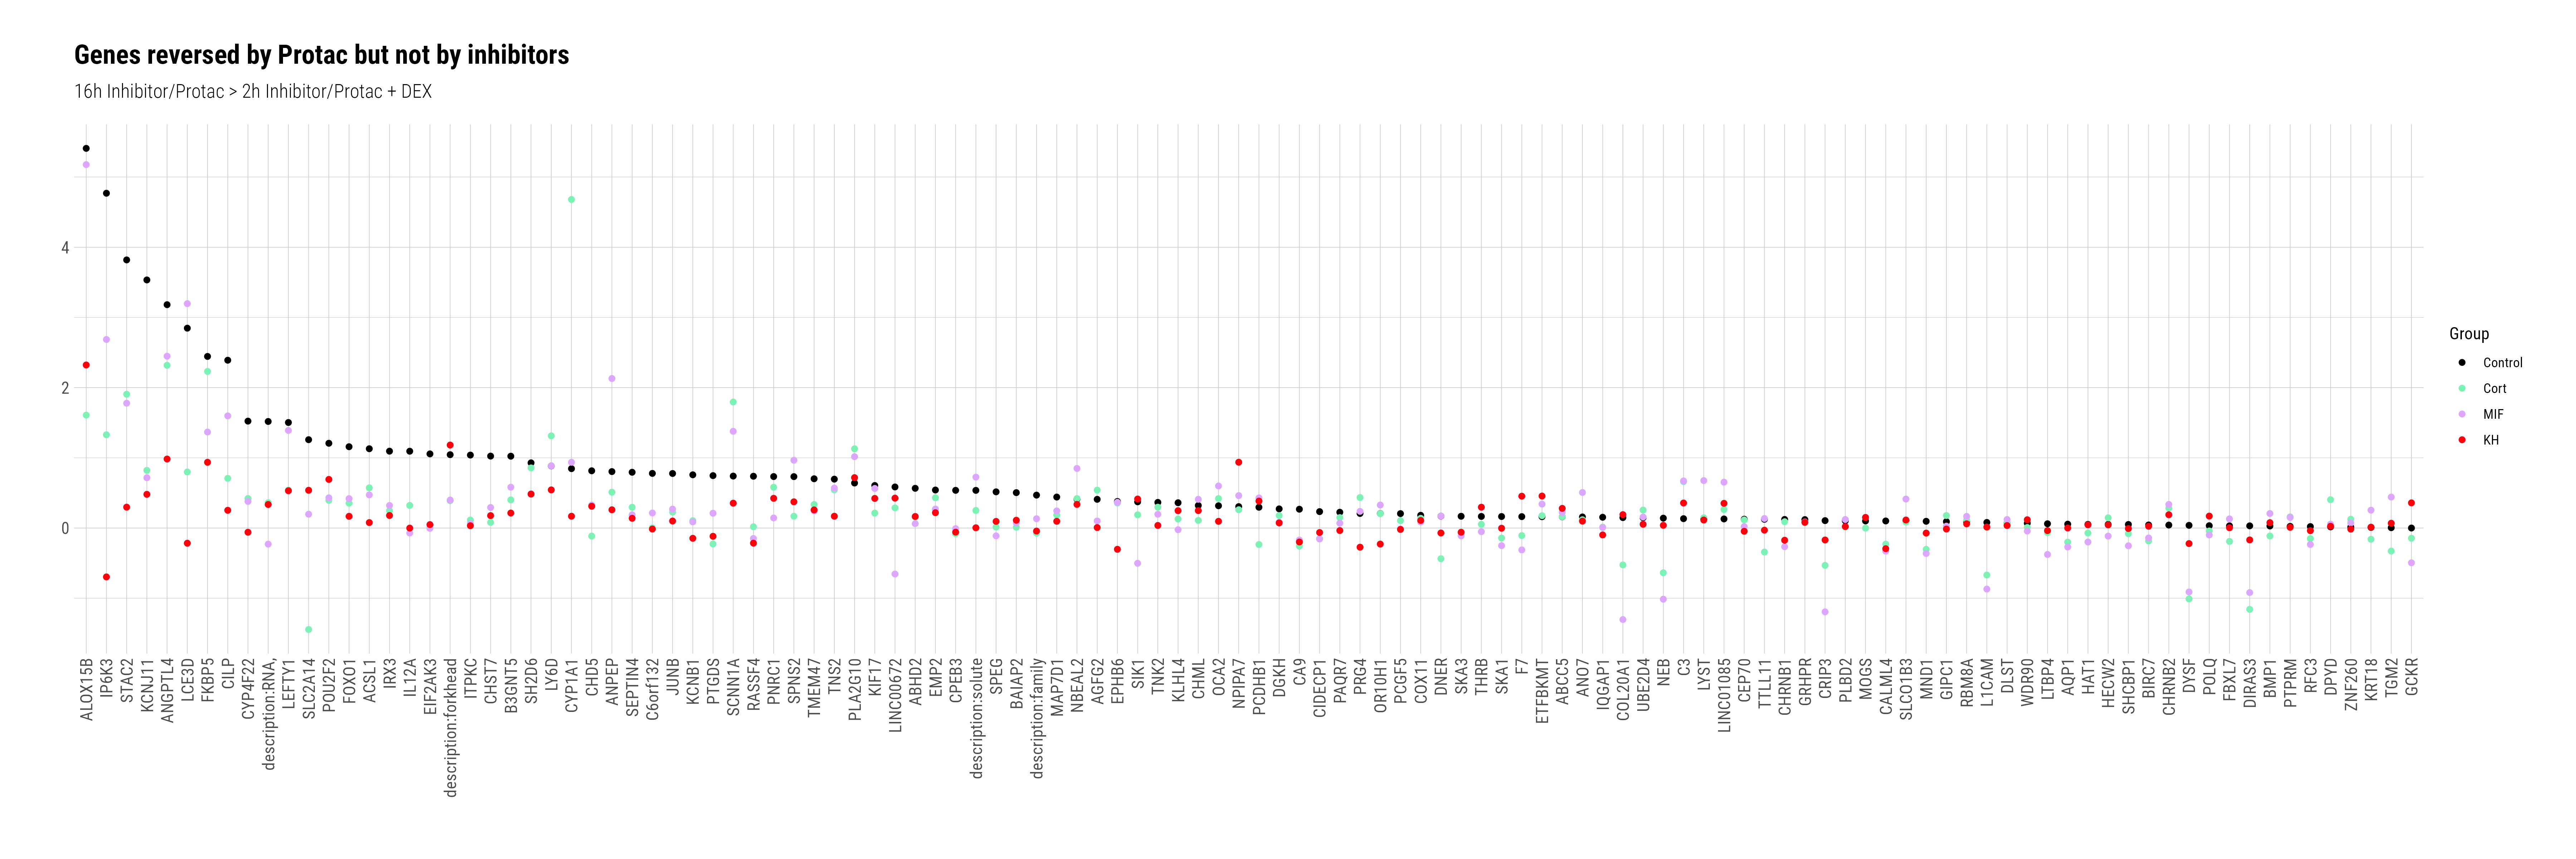 Genes reversed by Protac but not by inhibitors
16h Inhibitor/Protac > 2h Inhibitor/Protac + DEX
4
2
0
Group
Control
Cort
MIF
KH
ALOX15B
IP6K3
STAC2
KCNJ11
ANGPTL4
LCE3D
FKBP5
CILP
CYP4F22
description:RNA,
LEFTY1
SLC2A14
POU2F2
FOXO1
ACSL1
IRX3
IL12A
EIF2AK3
description:forkhead
ITPKC
CHST7
B3GNT5
SH2D6
LY6D
CYP1A1
CHD5
ANPEP
SEPTIN4
C6orf132
JUNB
KCNB1
PTGDS
SCNN1A
RASSF4
PNRC1
SPNS2
TMEM47
TNS2
PLA2G10
KIF17
LINC00672
ABHD2
EMP2
CPEB3
description:solute
SPEG
BAIAP2
description:family
MAP7D1
NBEAL2
AGFG2
EPHB6
SIK1
TNK2
KLHL4
CHML
OCA2
NPIPA7
PCDHB1
DGKH
CA9
CIDECP1
PAQR7
PRG4
OR10H1
PCGF5
COX11
DNER
SKA3
THRB
SKA1
F7
ETFBKMT
ABCC5
ANO7
IQGAP1
COL20A1
UBE2D4
NEB
C3
LYST
LINC01085
CEP70
TTLL11
CHRNB1
GRHPR
CRIP3
PLBD2
MOGS
CALML4
SLCO1B3
MND1
GIPC1
RBM8A
L1CAM
DLST
WDR90
LTBP4
AQP1
HAT1
HECW2
SHCBP1
BIRC7
CHRNB2
DYSF
POLQ
FBXL7
DIRAS3
BMP1
PTPRM
RFC3
DPYD
ZNF260
KRT18
TGM2
GCKR